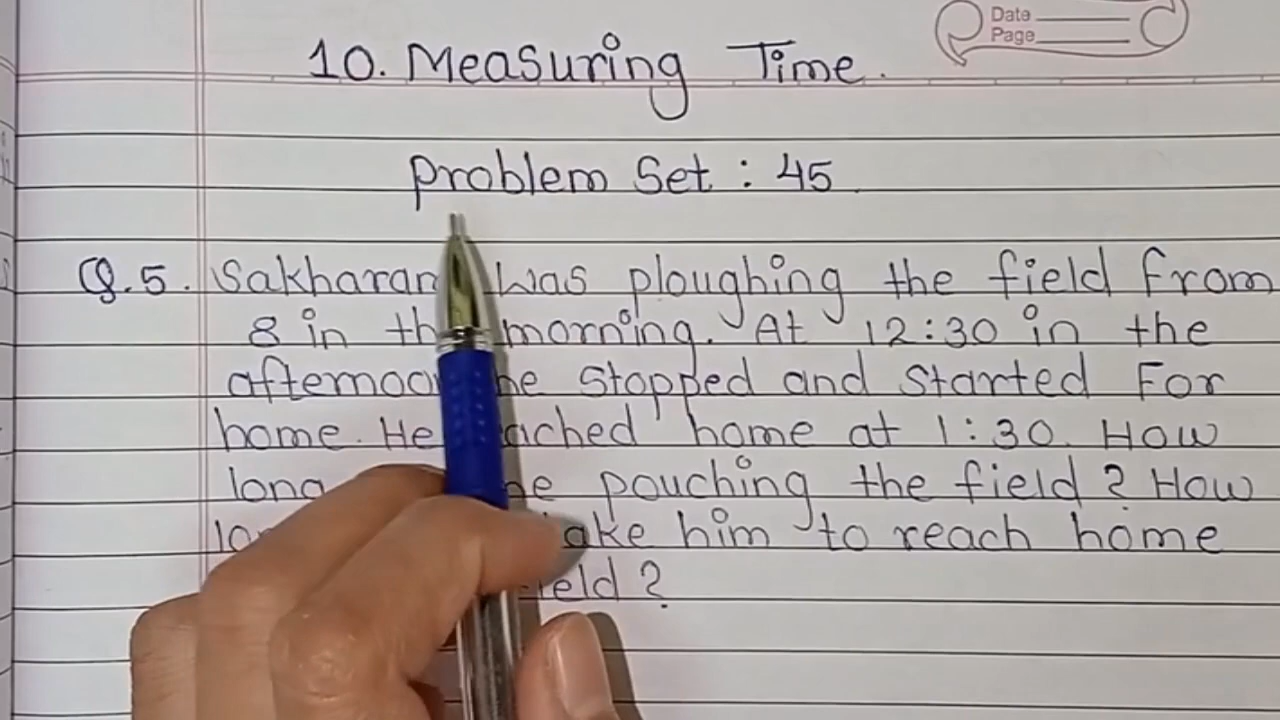 Date
Page
10. Measuring Time.
Problem Set : 45.
Q.5. Sakharam was ploughing the field from
8 in the morning. At 12:30 in the
afternoon he stopped and started For
home. He reached home at 1:30. How
long he pouching the field? How
take him to reach home
field?